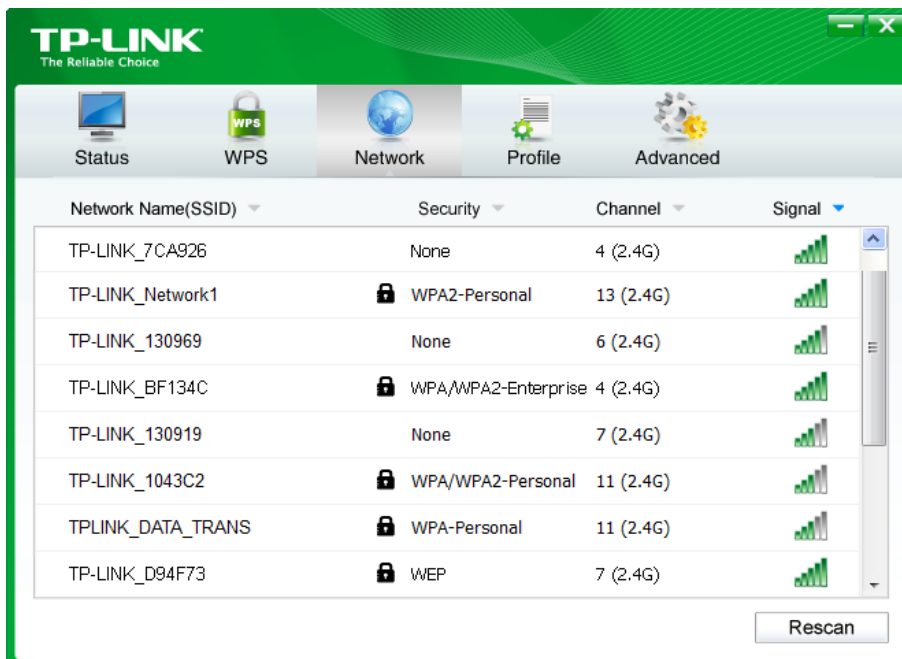 TP-LINK
The Reliable Choice
WPS
Status WPS Network Profile Advanced
Network Name(SSID) Security Channel Signal
TP-LINK_7CA926 None 4 (2.4G)
TP-LINK_Network1 WPA2-Personal 13 (2.4G)
TP-LINK_130969 None 6 (2.4G)
TP-LINK_BF134C WPA/WPA2-Enterprise 4 (2.4G)
TP-LINK_130919 None 7 (2.4G)
TP-LINK_1043C2 WPA/WPA2-Personal 11 (2.4G)
TPLINK_DATA_TRANS WPA-Personal 11 (2.4G)
TP-LINK_D94F73 WEP 7 (2.4G)
Rescan